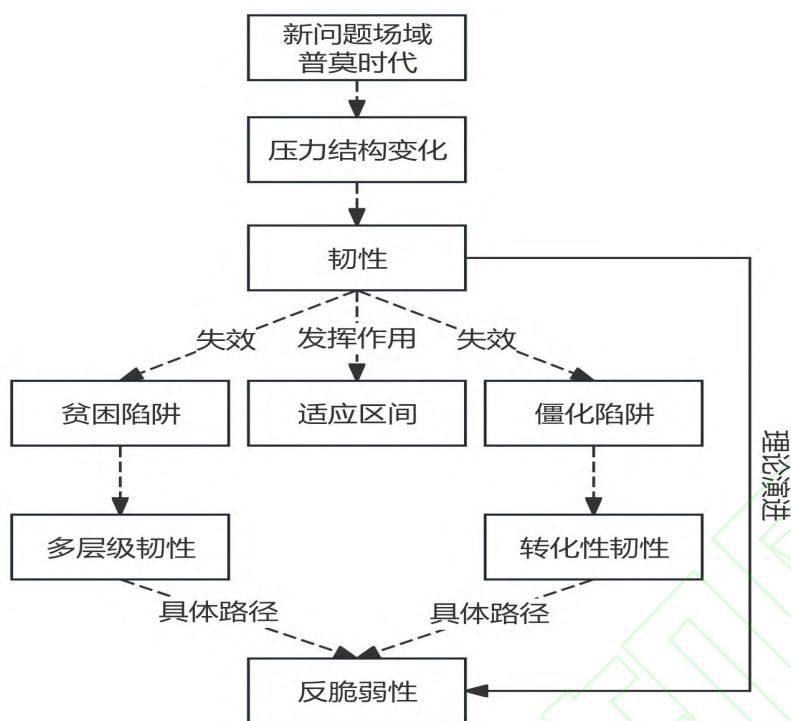 新问题场域
普莫时代
压力结构变化
韧性
失效
发挥作用
失效
贫困陷阱
适应区间
僵化陷阱
理论演进
多层级韧性
转化性韧性
具体路径
具体路径
反脆弱性